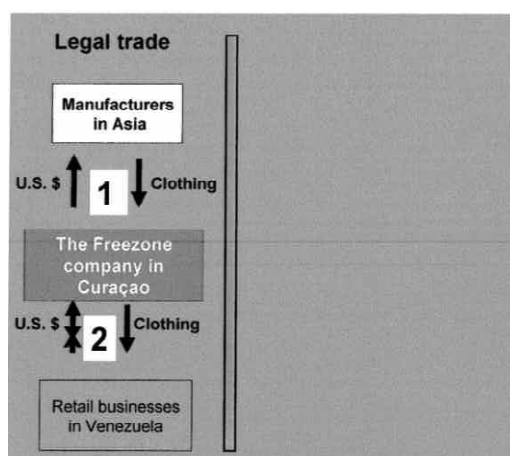 Legal trade
Manufacturers
in Asia
U.S. $
1
Clothing
The Freezone
company in
Curaçao
U.S. $
2
Clothing
Retail businesses
in Venezuela